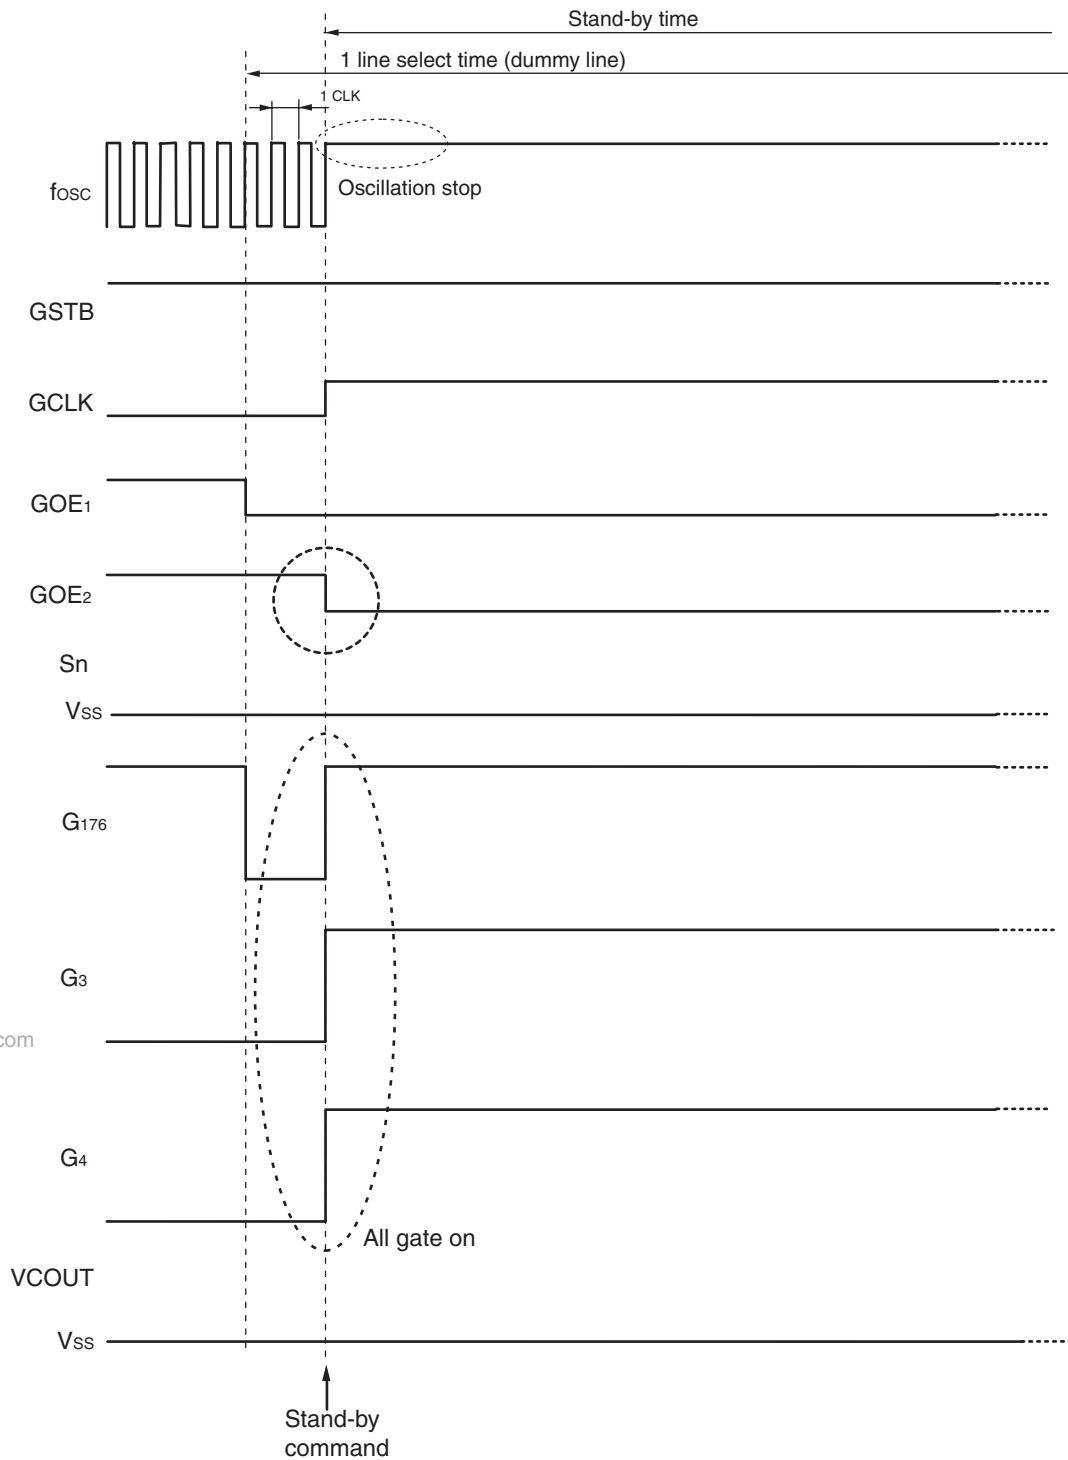 Stand-by time
1 line select time (dummy line)
1 CLK
fOSC
Oscillation stop
GSTB
GCLK
GOE1
GOE2
Sn
VSS
G176
G3
com
G4
All gate on
VCOUT
VSS
Stand-by
command